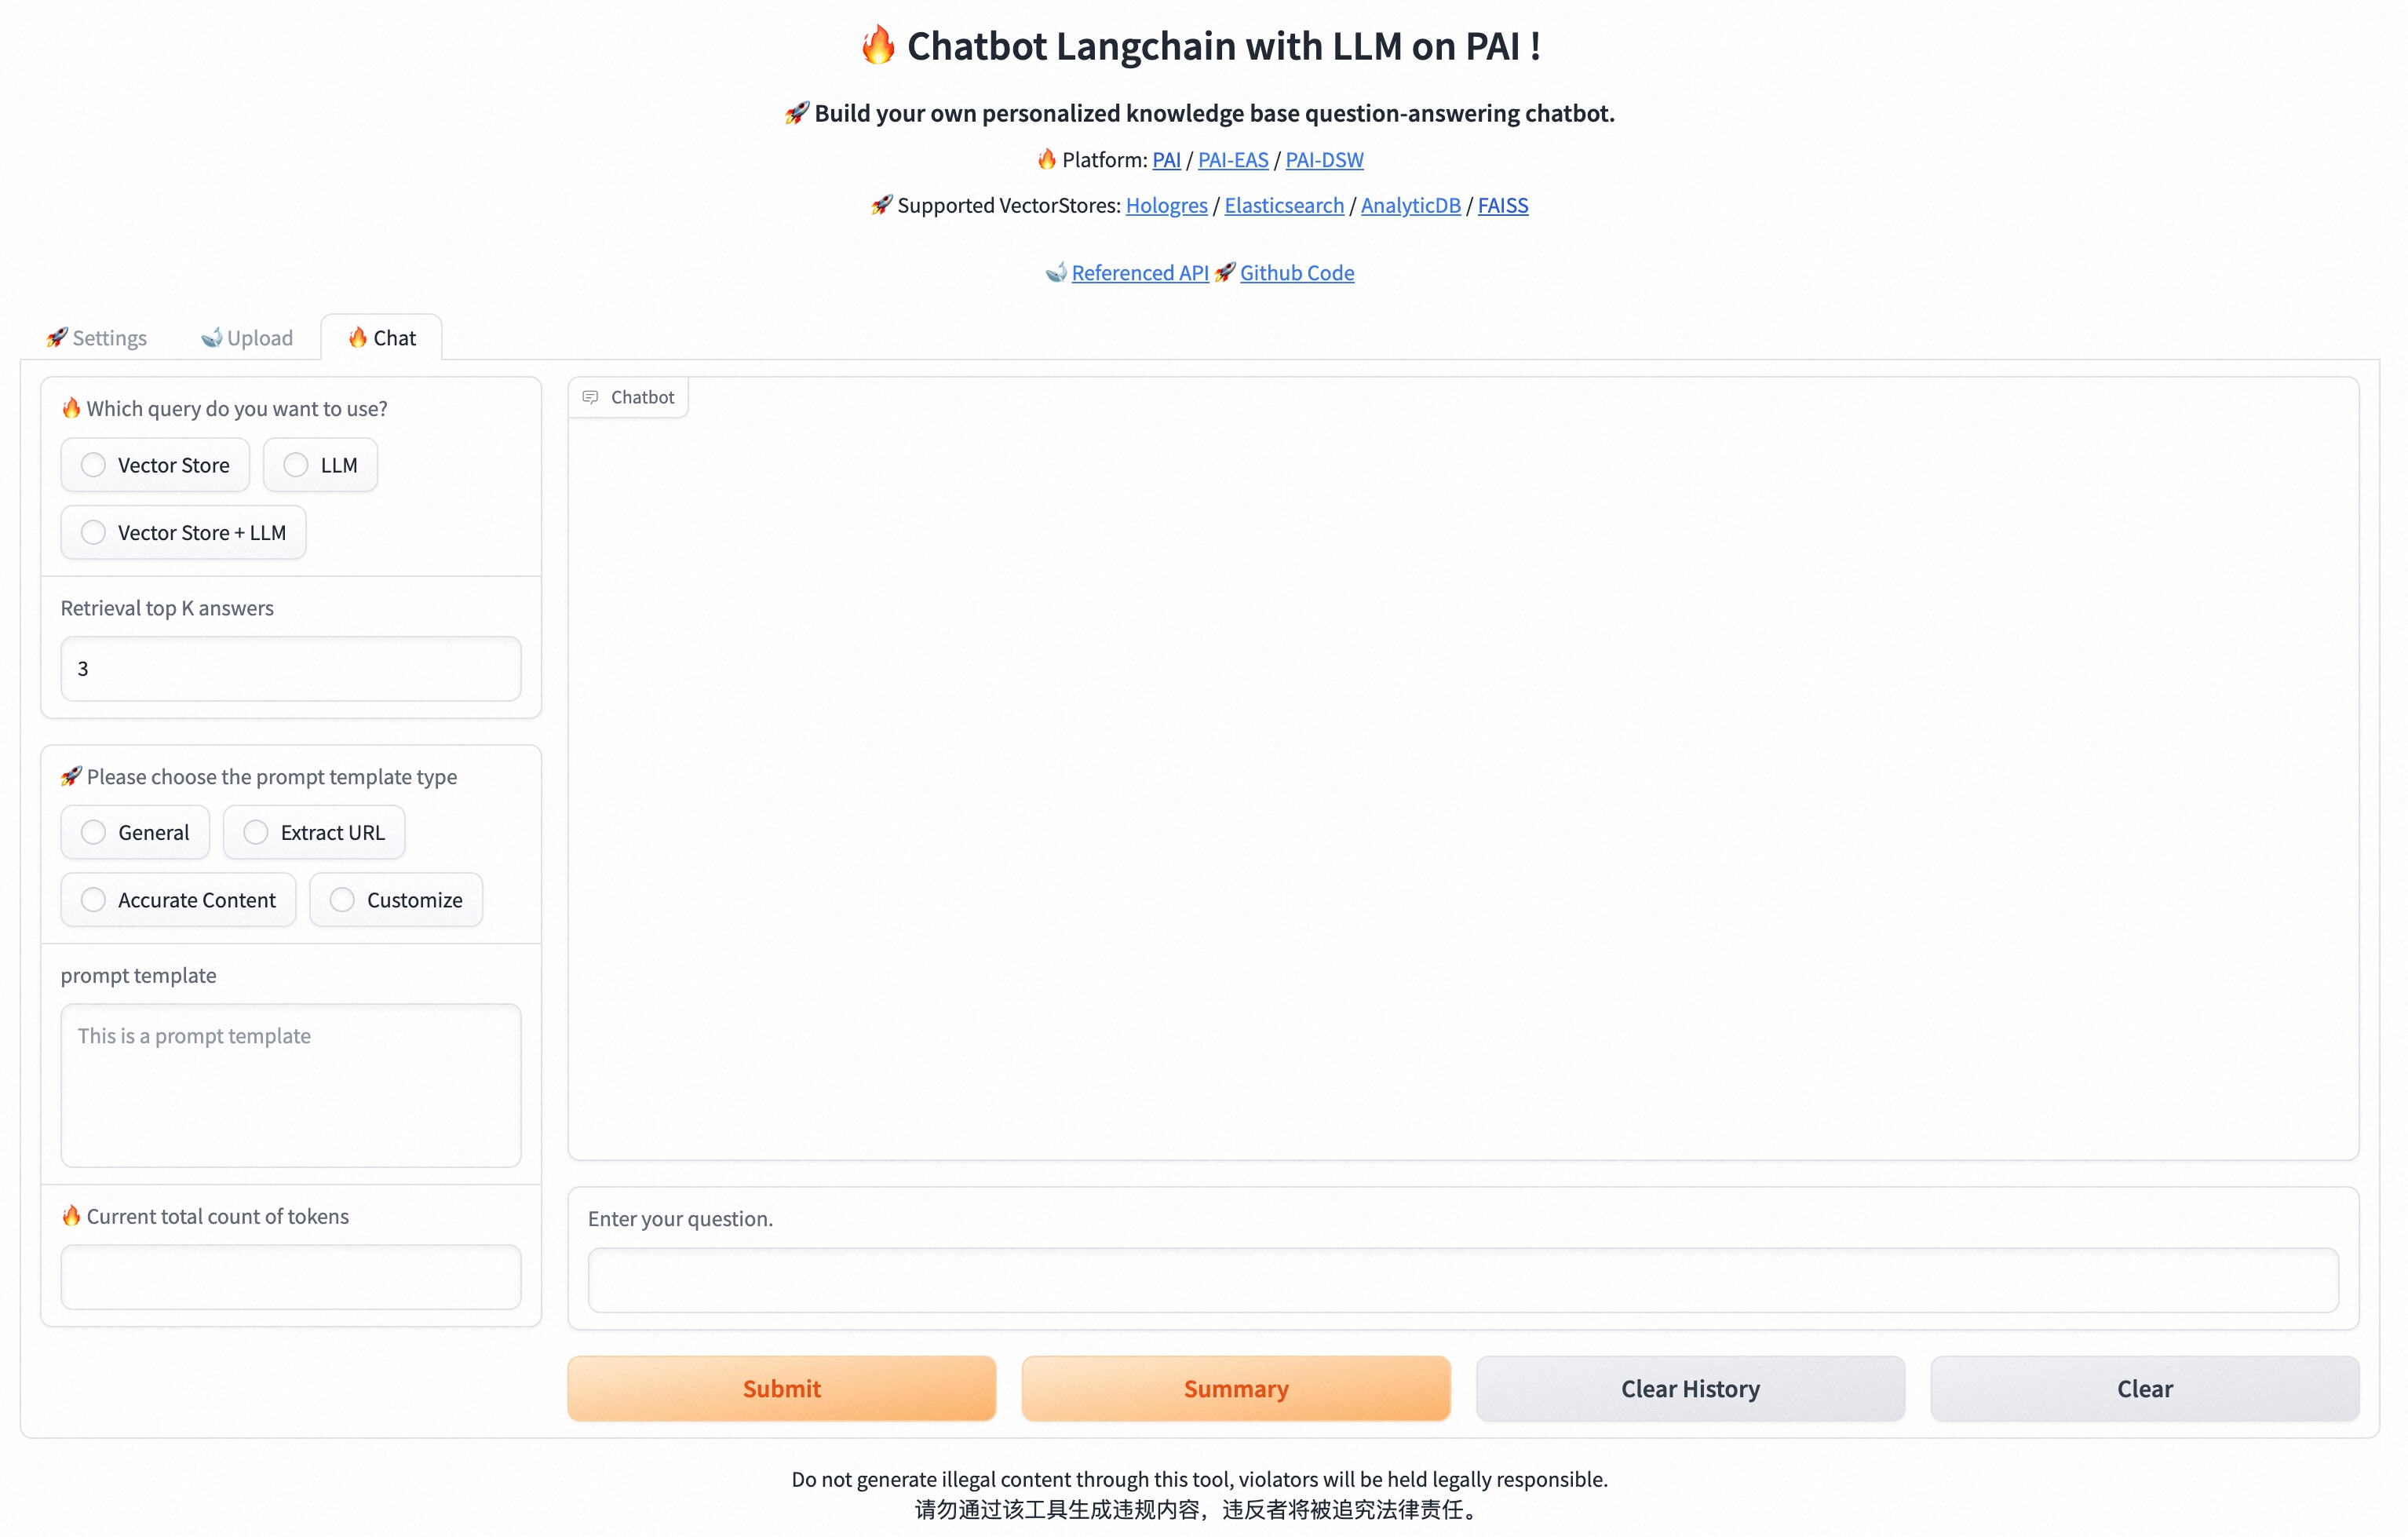 🔥 Chatbot Langchain with LLM on PAI !
🚀 Build your own personalized knowledge base question-answering chatbot.
🔥 Platform: PAI / PAI-EAS / PAI-DSW
🚀 Supported VectorStores: Hologres / Elasticsearch / AnalyticDB / FAISS
🐳 Referenced API 🚀 Github Code
🚀 Settings
🐳 Upload
🔥 Chat
🔥 Which query do you want to use?
Vector Store
LLM
Vector Store + LLM
Retrieval top K answers
3
🚀 Please choose the prompt template type
General
Extract URL
Accurate Content
Customize
prompt template
This is a prompt template
🔥 Current total count of tokens
Chatbot
Enter your question.
Submit
Summary
Clear History
Clear
Do not generate illegal content through this tool, violators will be held legally responsible.
请勿通过该工具生成违规内容，违反者将被追究法律责任。